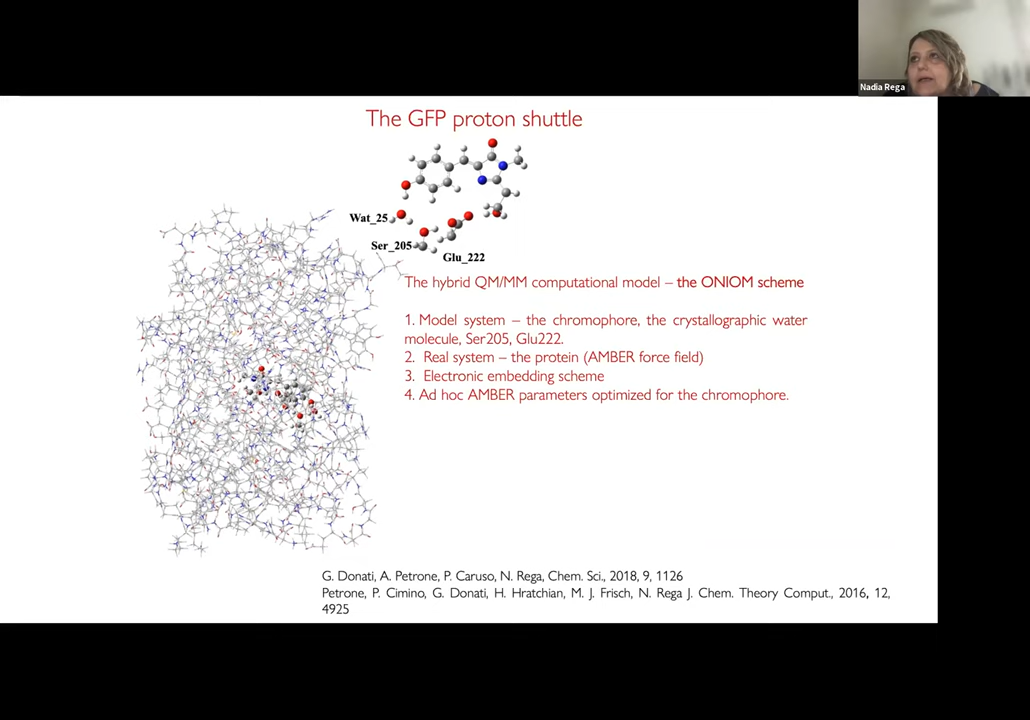 Nadia Rega
The GFP proton shuttle
Wat_25
Ser_205
Glu_222
The hybrid QM/MM computational model – the ONIOM scheme
1. Model system – the chromophore, the crystallographic water
molecule, Ser205, Glu222.
2. Real system – the protein (AMBER force field)
3. Electronic embedding scheme
4. Ad hoc AMBER parameters optimized for the chromophore.
G. Donati, A. Petrone, P. Caruso, N. Rega, Chem. Sci., 2018, 9, 1126
Petrone, P. Cimino, G. Donati, H. Hratchian, M. J. Frisch, N. Rega J. Chem. Theory Comput., 2016, 12,
4925